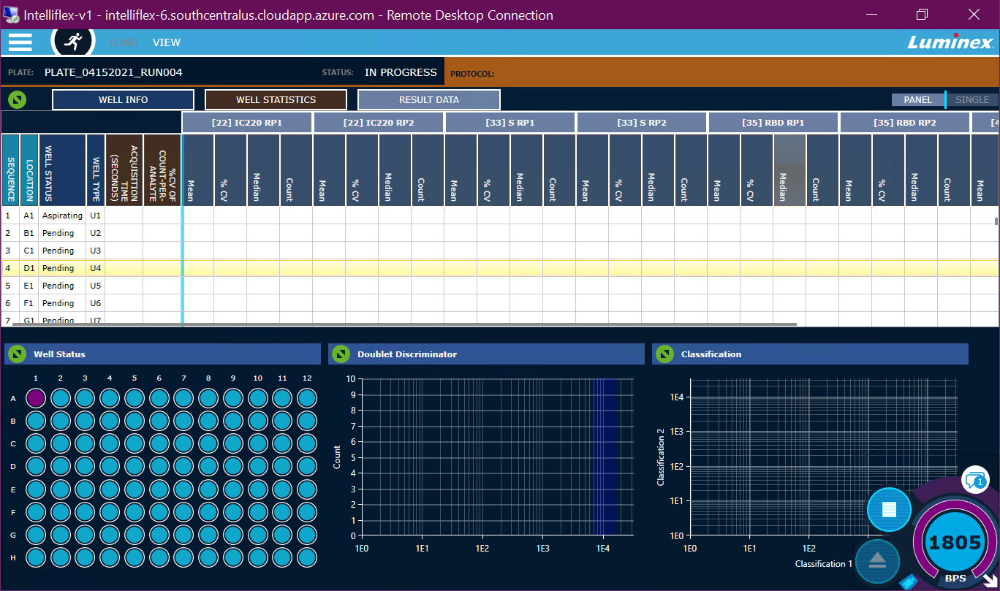 Intelliflex-v1 - intelliflex-6.southcentralus.cloudapp.azure.com - Remote Desktop Connection
LOAD VIEW Luminex
PLATE: PLATE_04152021_RUN004 STATUS: IN PROGRESS PROTOCOL:
WELL INFO WELL STATISTICS RESULT DATA PANEL SINGLE
[22] IC220 RP1 [22] IC220 RP2 [33] S RP1 [33] S RP2 [35] RBD RP1 [35] RBD RP2 [4
SEQUENCE LOCATION WELL STATUS WELL TYPE ACQUISITION TIME (SECONDS) %CV OF COUNT-PER-ANALYTE Mean % CV Median Count Mean % CV Median Count Mean % CV Median Count Mean % CV Median Count Mean % CV Median Count Mean % CV Median Count Mean
1 A1 Aspirating U1
2 B1 Pending U2
3 C1 Pending U3
4 D1 Pending U4
5 E1 Pending U5
6 F1 Pending U6
7 G1 Pending U7
Well Status
1 2 3 4 5 6 7 8 9 10 11 12
A
B
C
D
E
F
G
H
Doublet Discriminator
Count
10
9
8
7
6
5
4
3
2
1
0
1E0 1E1 1E2 1E3 1E4
Classification
Classification 2
1E4
1E3
1E2
1E1
1E0
1E0 1E1 1E2
Classification 1
1
1805
BPS